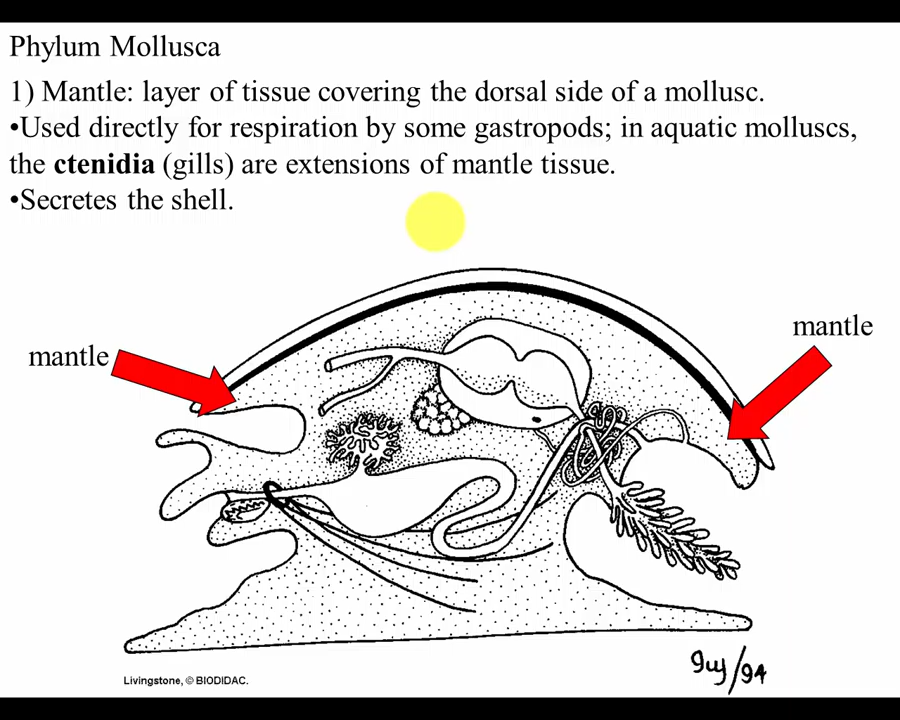 Phylum Mollusca
1) Mantle: layer of tissue covering the dorsal side of a mollusc.
•Used directly for respiration by some gastropods; in aquatic molluscs,
the ctenidia (gills) are extensions of mantle tissue.
•Secretes the shell.
mantle
mantle
guy/94
Livingstone, © BIODIDAC.